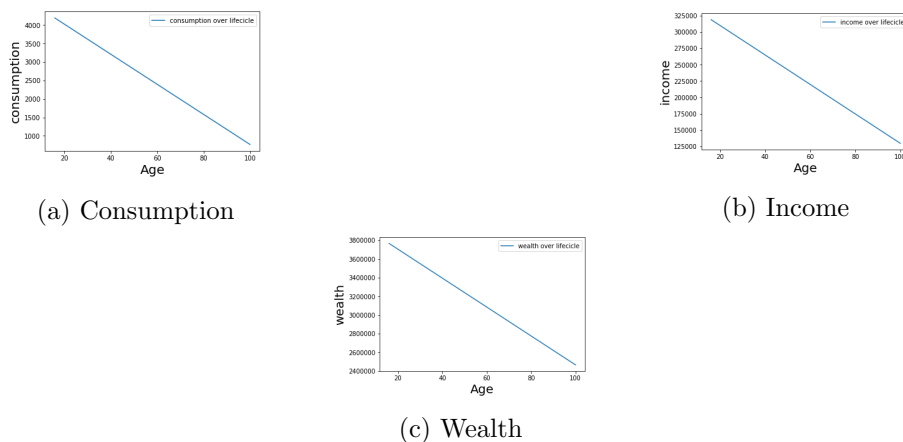 consumption over lifecicle
4000
3500
3000
2500
2000
1500
1000
consumption
20 40 60 80 100
Age
(a) Consumption
income over lifecicle
325000
300000
275000
250000
225000
200000
175000
150000
125000
income
20 40 60 80 100
Age
(b) Income
wealth over lifecicle
3800000
3600000
3400000
3200000
3000000
2800000
2600000
2400000
wealth
20 40 60 80 100
Age
(c) Wealth